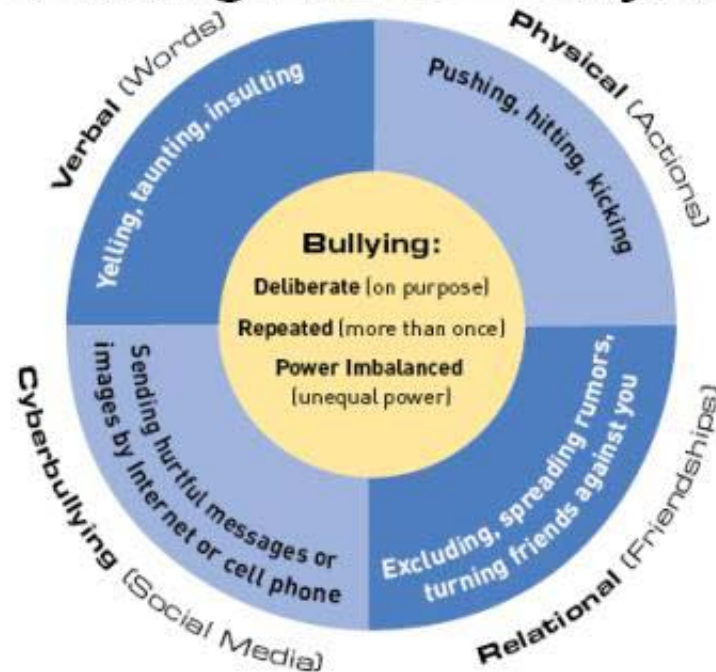 Verbal (Words)
Yelling, taunting, insulting
Physical (Actions)
Pushing, hitting, kicking
Bullying:
Deliberate (on purpose)
Repeated (more than once)
Power Imbalanced
(unequal power)
Cyberbullying (Social Media)
Sending hurtful messages or
images by Internet or cell phone
Relational (Friendships)
Excluding, spreading rumors,
turning friends against you